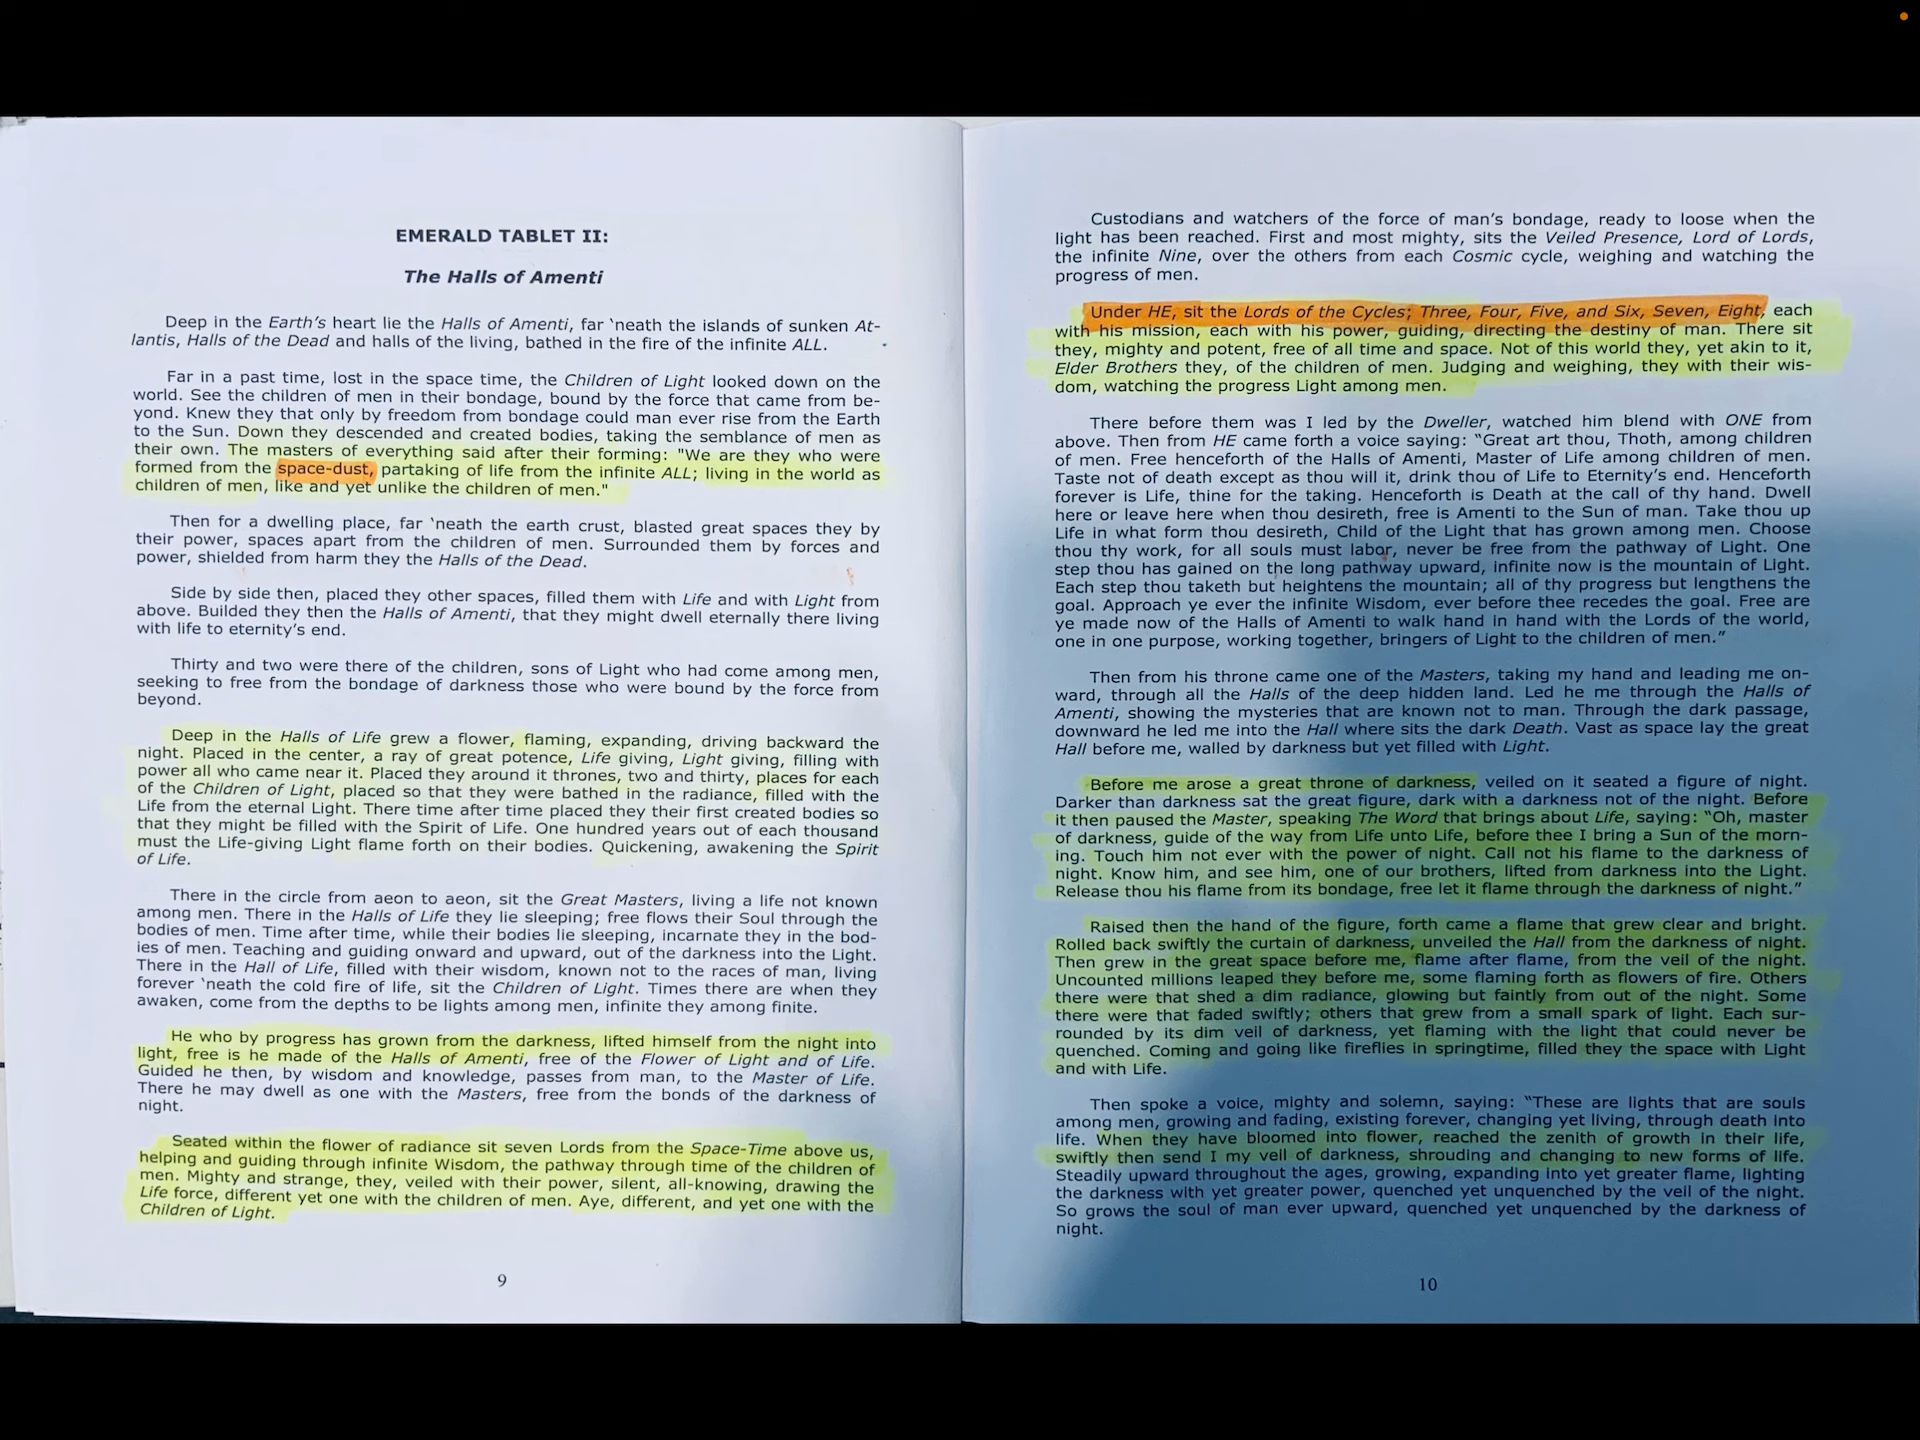 EMERALD TABLET II:
The Halls of Amenti
Deep in the Earth's heart lie the Halls of Amenti, far 'neath the islands of sunken At-
lantis, Halls of the Dead and halls of the living, bathed in the fire of the infinite ALL.
Far in a past time, lost in the space time, the Children of Light looked down on the
world. See the children of men in their bondage, bound by the force that came from be-
yond. Knew they that only by freedom from bondage could man ever rise from the Earth
to the Sun. Down they descended and created bodies, taking the semblance of men as
their own. The masters of everything said after their forming: "We are they who were
formed from the space-dust, partaking of life from the infinite ALL; living in the world as
children of men, like and yet unlike the children of men."
Then for a dwelling place, far 'neath the earth crust, blasted great spaces they by
their power, spaces apart from the children of men. Surrounded them by forces and
power, shielded from harm they the Halls of the Dead.
Side by side then, placed they other spaces, filled them with Life and with Light from
above. Builded they then the Halls of Amenti, that they might dwell eternally there living
with life to eternity's end.
Thirty and two were there of the children, sons of Light who had come among men,
seeking to free from the bondage of darkness those who were bound by the force from
beyond.
Deep in the Halls of Life grew a flower, flaming, expanding, driving backward the
night. Placed in the center, a ray of great potence, Life giving, Light giving, filling with
power all who came near it. Placed they around it thrones, two and thirty, places for each
of the Children of Light, placed so that they were bathed in the radiance, filled with the
Life from the eternal Light. There time after time placed they their first created bodies so
that they might be filled with the Spirit of Life. One hundred years out of each thousand
must the Life-giving Light flame forth on their bodies. Quickening, awakening the Spirit
of Life.
There in the circle from aeon to aeon, sit the Great Masters, living a life not known
among men. There in the Halls of Life they lie sleeping; free flows their Soul through the
bodies of men. Time after time, while their bodies lie sleeping, incarnate they in the bod-
ies of men. Teaching and guiding onward and upward, out of the darkness into the Light.
There in the Hall of Life, filled with their wisdom, known not to the races of man, living
forever 'neath the cold fire of life, sit the Children of Light. Times there are when they
awaken, come from the depths to be lights among men, infinite they among finite.
He who by progress has grown from the darkness, lifted himself from the night into
light, free is he made of the Halls of Amenti, free of the Flower of Light and of Life.
Guided he then, by wisdom and knowledge, passes from man, to the Master of Life.
There he may dwell as one with the Masters, free from the bonds of the darkness of
night.
Seated within the flower of radiance sit seven Lords from the Space-Time above us,
helping and guiding through infinite Wisdom, the pathway through time of the children of
men. Mighty and strange, they, veiled with their power, silent, all-knowing, drawing the
Life force, different yet one with the children of men. Aye, different, and yet one with the
Children of Light.
9
Custodians and watchers of the force of man's bondage, ready to loose when the
light has been reached. First and most mighty, sits the Veiled Presence, Lord of Lords,
the infinite Nine, over the others from each Cosmic cycle, weighing and watching the
progress of men.
Under HE, sit the Lords of the Cycles; Three, Four, Five, and Six, Seven, Eight, each
with his mission, each with his power, guiding, directing the destiny of man. There sit
they, mighty and potent, free of all time and space. Not of this world they, yet akin to it,
Elder Brothers they, of the children of men. Judging and weighing, they with their wis-
dom, watching the progress Light among men.
There before them was I led by the Dweller, watched him blend with ONE from
above. Then from HE came forth a voice saying: "Great art thou, Thoth, among children
of men. Free henceforth of the Halls of Amenti, Master of Life among children of men.
Taste not of death except as thou will it, drink thou of Life to Eternity's end. Henceforth
forever is Life, thine for the taking. Henceforth is Death at the call of thy hand. Dwell
here or leave here when thou desireth, free is Amenti to the Sun of man. Take thou up
Life in what form thou desireth, Child of the Light that has grown among men. Choose
thou thy work, for all souls must labor, never be free from the pathway of Light. One
step thou has gained on the long pathway upward, infinite now is the mountain of Light.
Each step thou taketh but heightens the mountain; all of thy progress but lengthens the
goal. Approach ye ever the infinite Wisdom, ever before thee recedes the goal. Free are
ye made now of the Halls of Amenti to walk hand in hand with the Lords of the world,
one in one purpose, working together, bringers of Light to the children of men."
Then from his throne came one of the Masters, taking my hand and leading me on-
ward, through all the Halls of the deep hidden land. Led he me through the Halls of
Amenti, showing the mysteries that are known not to man. Through the dark passage,
downward he led me into the Hall where sits the dark Death. Vast as space lay the great
Hall before me, walled by darkness but yet filled with Light.
Before me arose a great throne of darkness, veiled on it seated a figure of night.
Darker than darkness sat the great figure, dark with a darkness not of the night. Before
it then paused the Master, speaking The Word that brings about Life, saying: "Oh, master
of darkness, guide of the way from Life unto Life, before thee I bring a Sun of the morn-
ing. Touch him not ever with the power of night. Call not his flame to the darkness of
night. Know him, and see him, one of our brothers, lifted from darkness into the Light.
Release thou his flame from its bondage, free let it flame through the darkness of night."
Raised then the hand of the figure, forth came a flame that grew clear and bright.
Rolled back swiftly the curtain of darkness, unveiled the Hall from the darkness of night.
Then grew in the great space before me, flame after flame, from the veil of the night.
Uncounted millions leaped they before me, some flaming forth as flowers of fire. Others
there were that shed a dim radiance, glowing but faintly from out of the night. Some
there were that faded swiftly; others that grew from a small spark of light. Each sur-
rounded by its dim veil of darkness, yet flaming with the light that could never be
quenched. Coming and going like fireflies in springtime, filled they the space with Light
and with Life.
Then spoke a voice, mighty and solemn, saying: "These are lights that are souls
among men, growing and fading, existing forever, changing yet living, through death into
life. When they have bloomed into flower, reached the zenith of growth in their life,
swiftly then send I my veil of darkness, shrouding and changing to new forms of life.
Steadily upward throughout the ages, growing, expanding into yet greater flame, lighting
the darkness with yet greater power, quenched yet unquenched by the veil of the night.
So grows the soul of man ever upward, quenched yet unquenched by the darkness of
night.
10